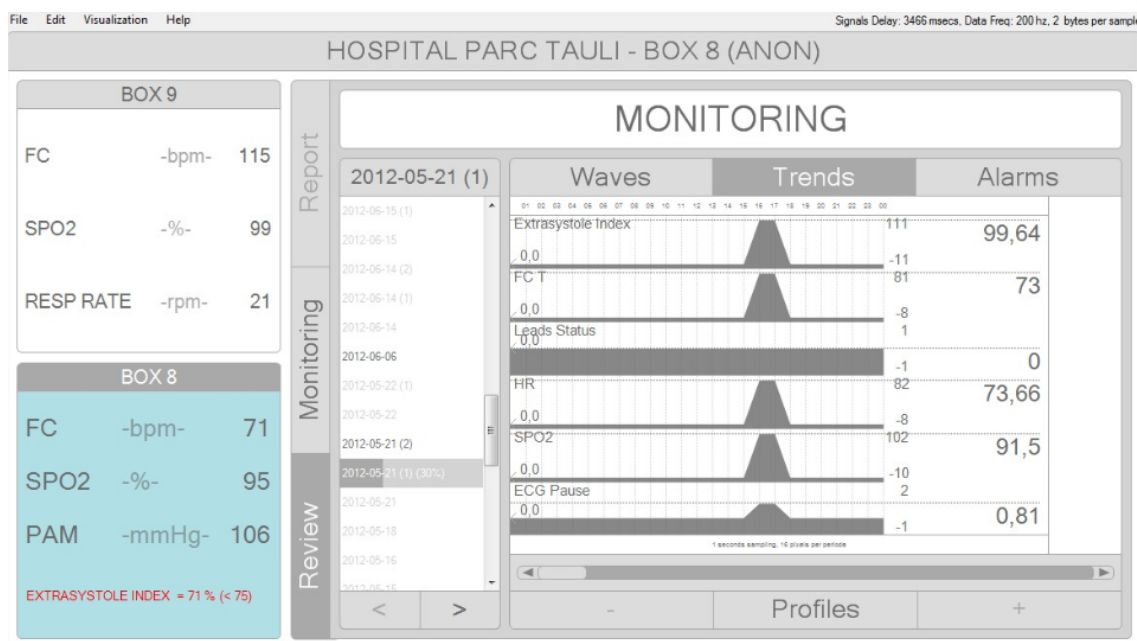 File Edit Visualization Help
Signals Delay: 3466 msecs, Data Freq: 200 hz, 2 bytes per sample
HOSPITAL PARC TAULI - BOX 8 (ANON)
BOX 9
FC -bpm- 115
SPO2 -%- 99
RESP RATE -rpm- 21
BOX 8
FC -bpm- 71
SPO2 -%- 95
PAM -mmHg- 106
EXTRASYSTOLE INDEX = 71 % (< 75)
Report
Monitoring
Review
MONITORING
2012-05-21 (1)
2012-06-15 (1)
2012-06-15
2012-06-14 (2)
2012-06-14 (1)
2012-06-14
2012-06-06
2012-05-22 (1)
2012-05-22
2012-05-21 (2)
2012-05-21 (1) (30%)
2012-05-21
2012-05-18
2012-05-16
2012-05-15
< >
Waves Trends Alarms
01 02 03 04 05 06 07 08 09 10 11 12 13 14 15 16 17 18 19 20 21 22 23 00
Extrasystole Index 111 99,64
0,0 -11
FC T 81 73
0,0 -8
Leads Status 1
0,0 -1 0
HR 82 73,66
0,0 -8
SPO2 102 91,5
0,0 -10
ECG Pause 2
0,0 -1 0,81
1 seconds sampling, 16 pixels per periode
- Profiles +